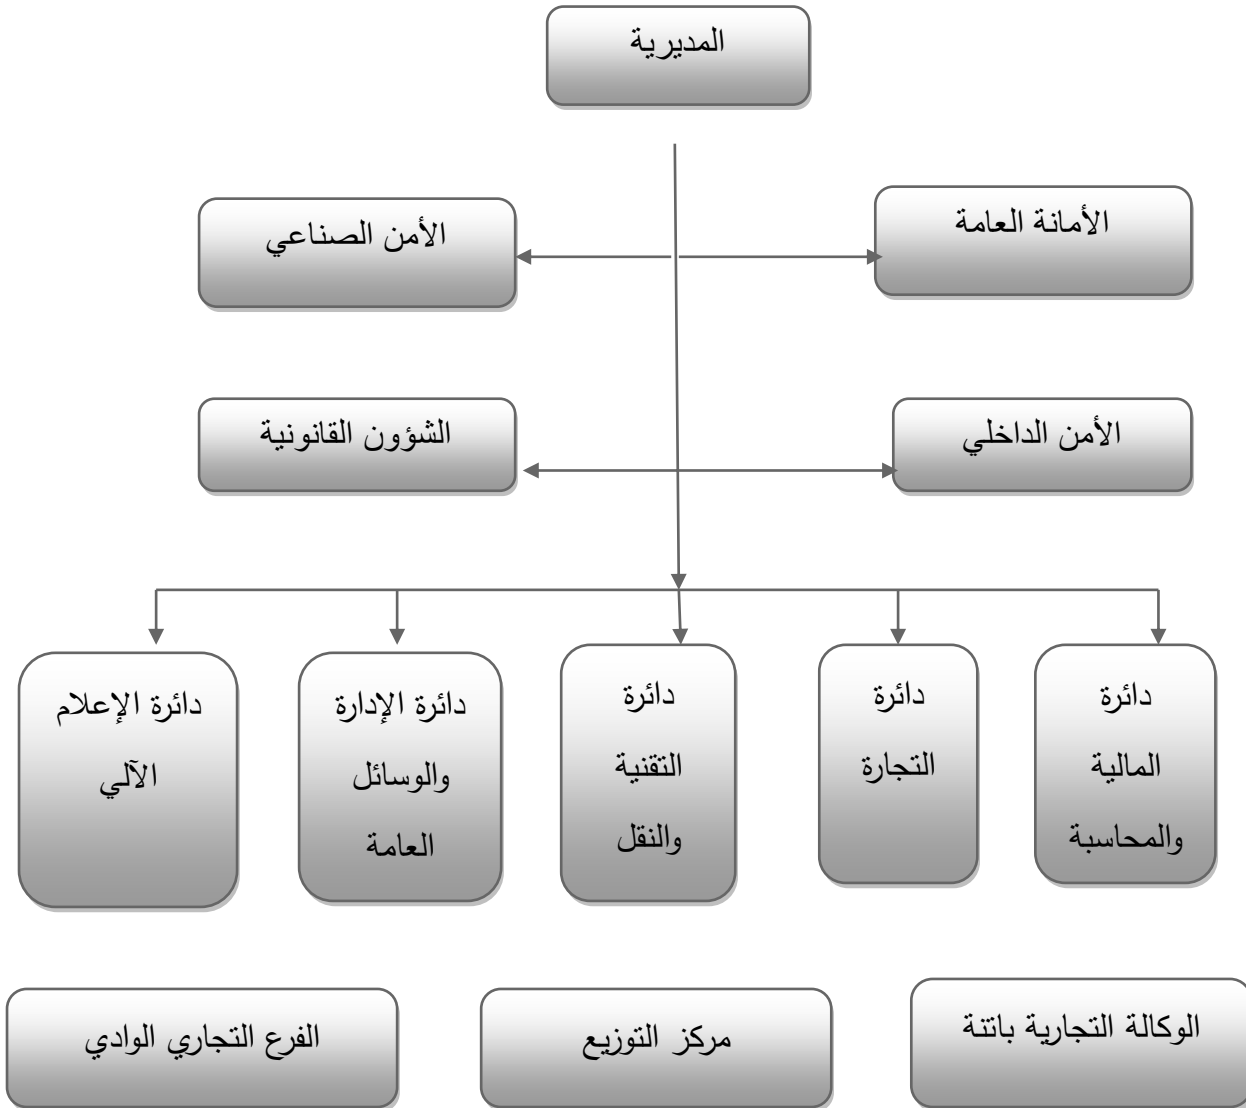 المديرية
الأمانة العامة
الأمن الصناعي
الأمن الداخلي
الشؤون القانونية
دائرة
المالية
والمحاسبة
دائرة
التجارة
دائرة
التقنية
والنقل
دائرة الإدارة
والوسائل
العامة
دائرة الإعلام
الآلي
الوكالة التجارية باتنة
مركز التوزيع
الفرع التجاري الوادي